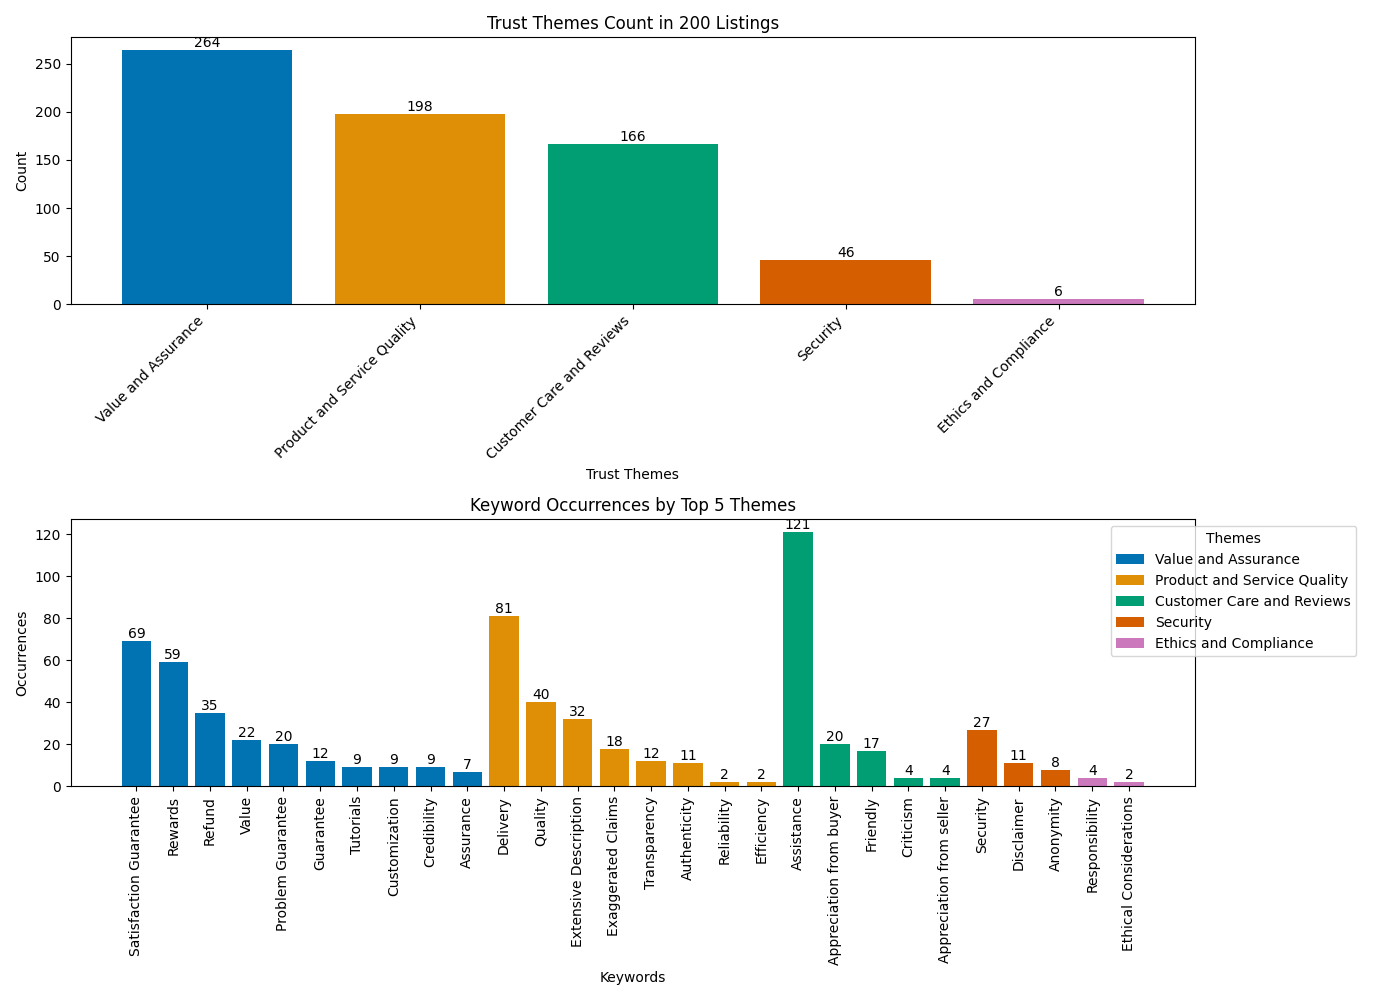 Trust Themes Count in 200 Listings
264
198
166
46
6
250
200
150
100
50
0
Count
Value and Assurance
Product and Service Quality
Customer Care and Reviews
Security
Ethics and Compliance
Trust Themes
Keyword Occurrences by Top 5 Themes
120
100
80
60
40
20
0
Occurrences
69
59
35
22
20
12
9
9
9
7
81
40
32
18
12
11
2
2
121
20
17
4
4
27
11
8
4
2
Themes
Value and Assurance
Product and Service Quality
Customer Care and Reviews
Security
Ethics and Compliance
Satisfaction Guarantee
Rewards
Refund
Value
Problem Guarantee
Guarantee
Tutorials
Customization
Credibility
Assurance
Delivery
Quality
Extensive Description
Exaggerated Claims
Transparency
Authenticity
Reliability
Efficiency
Assistance
Appreciation from buyer
Friendly
Criticism
Appreciation from seller
Security
Disclaimer
Anonymity
Responsibility
Ethical Considerations
Keywords